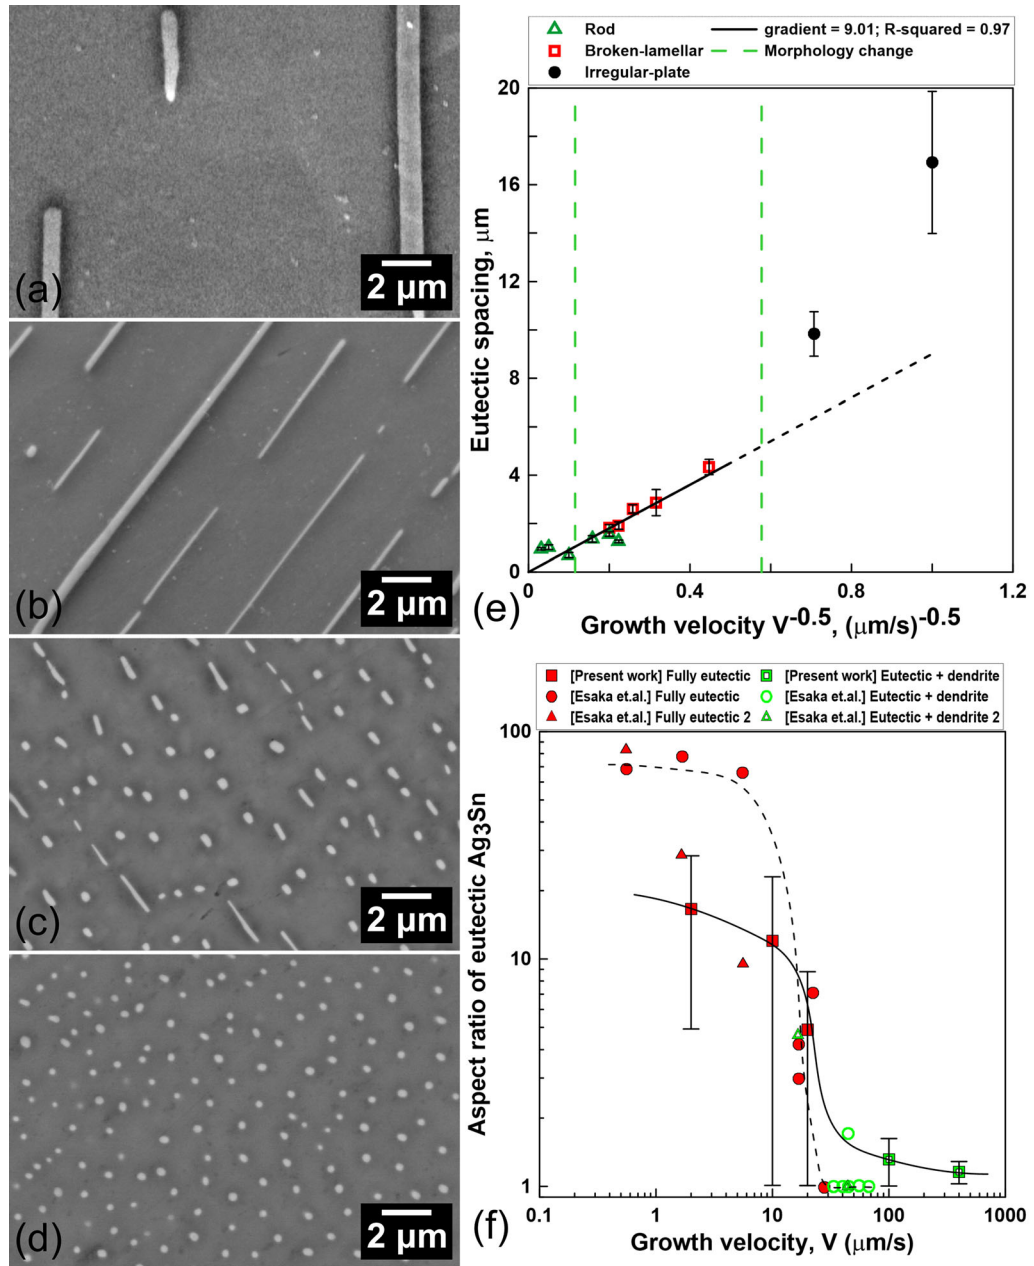 (a)
2 μm
(b)
2 μm
(c)
2 μm
(d)
2 μm
Rod
gradient = 9.01; R-squared = 0.97
Broken-lamellar
Morphology change
Irregular-plate
20
16
12
8
4
0
0
0.4
0.8
1.2
Eutectic spacing, μm
Growth velocity V-0.5, (μm/s)-0.5
(e)
[Present work] Fully eutectic
[Present work] Eutectic + dendrite
[Esaka et.al.] Fully eutectic
[Esaka et.al.] Eutectic + dendrite
[Esaka et.al.] Fully eutectic 2
[Esaka et.al.] Eutectic + dendrite 2
100
10
1
0.1
1
10
100
1000
Aspect ratio of eutectic Ag3Sn
Growth velocity, V (μm/s)
(f)